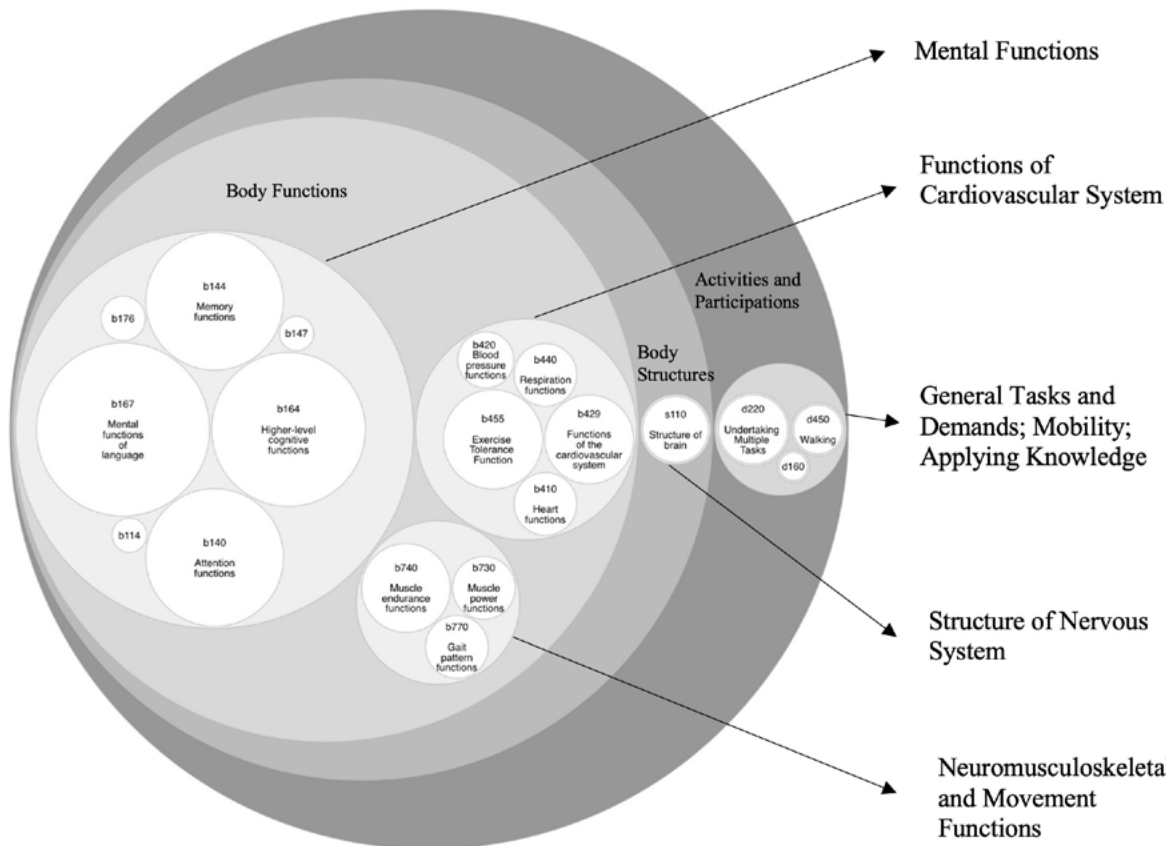 Mental Functions
Functions of
Cardiovascular System
Body Functions
Activities and
Participations
Body
Structures
b144
Memory
functions
b176
b147
b167
Mental
functions
of
language
b164
Higher-level
cognitive
functions
b114
b140
Attention
functions
b420
Blood
pressure
functions
b440
Respiration
functions
b455
Exercise
Tolerance
Function
b429
Functions
of the
cardiovascular
system
b410
Heart
functions
s110
Structure of
brain
d220
Undertaking
Multiple
Tasks
d450
Walking
d160
General Tasks and
Demands; Mobility;
Applying Knowledge
b740
Muscle
endurance
functions
b730
Muscle
power
functions
b770
Gait
pattern
functions
Structure of Nervous
System
Neuromusculoskeleta
and Movement
Functions